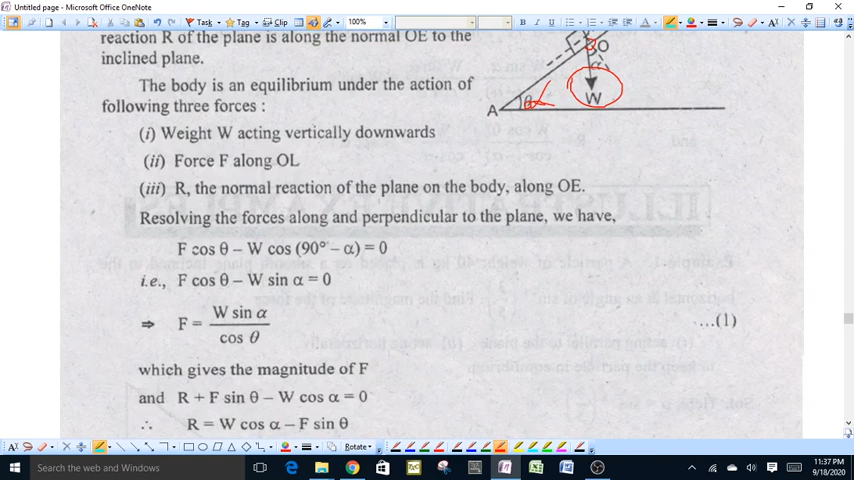 Untitled page - Microsoft OneNote
Task
Tag
Clip
100%
B I U
reaction R of the plane is along the normal OE to the
inclined plane.
The body is an equilibrium under the action of
following three forces :
(i) Weight W acting vertically downwards
(ii) Force F along OL
(iii) R, the normal reaction of the plane on the body, along OE.
Resolving the forces along and perpendicular to the plane, we have,
F cos θ – W cos (90° – α) = 0
i.e., F cos θ – W sin α = 0
⇒ F = W sin α / cos θ ...(1)
which gives the magnitude of F
and R + F sin θ – W cos α = 0
∴ R = W cos α – F sin θ
O
α
W
A
Rotate
Search the web and Windows
11:37 PM
9/18/2020